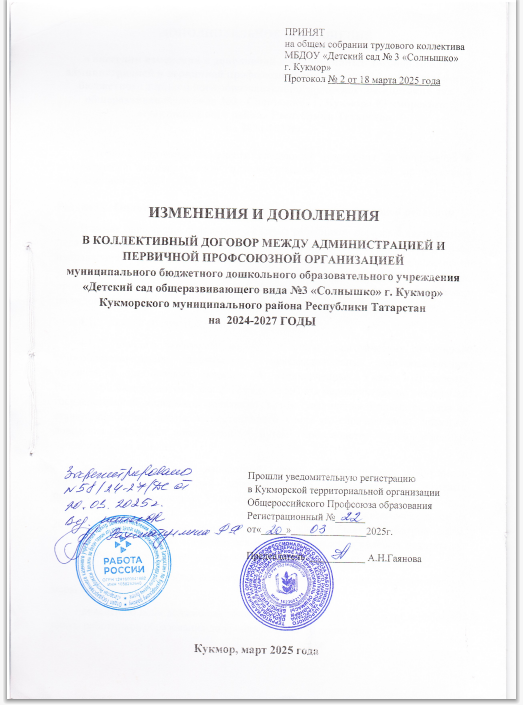 ПРИНЯТ
на общем собрании трудового коллектива
МБДОУ «Детский сад № 3 «Солнышко»
г. Кукмор»
Протокол № 2 от 18 марта 2025 года
ИЗМЕНЕНИЯ И ДОПОЛНЕНИЯ
В КОЛЛЕКТИВНЫЙ ДОГОВОР МЕЖДУ АДМИНИСТРАЦИЕЙ И
ПЕРВИЧНОЙ ПРОФСОЮЗНОЙ ОРГАНИЗАЦИЕЙ
муниципального бюджетного дошкольного образовательного учреждения
«Детский сад общеразвивающего вида №3 «Солнышко» г. Кукмор»
Кукморского муниципального района Республики Татарстан
на 2024-2027 ГОДЫ
Зарегистрировано
№58/24-27/ДС от
20.03.2025г.
РАБОТА
РОССИИ
Прошли уведомительную регистрацию
в Кукморской территориальной организации
Общероссийского Профсоюза образования
Регистрационный № 22
от« 20 » 03 2025г.
Председатель А.Н.Гаянова
Кукмор, март 2025 года